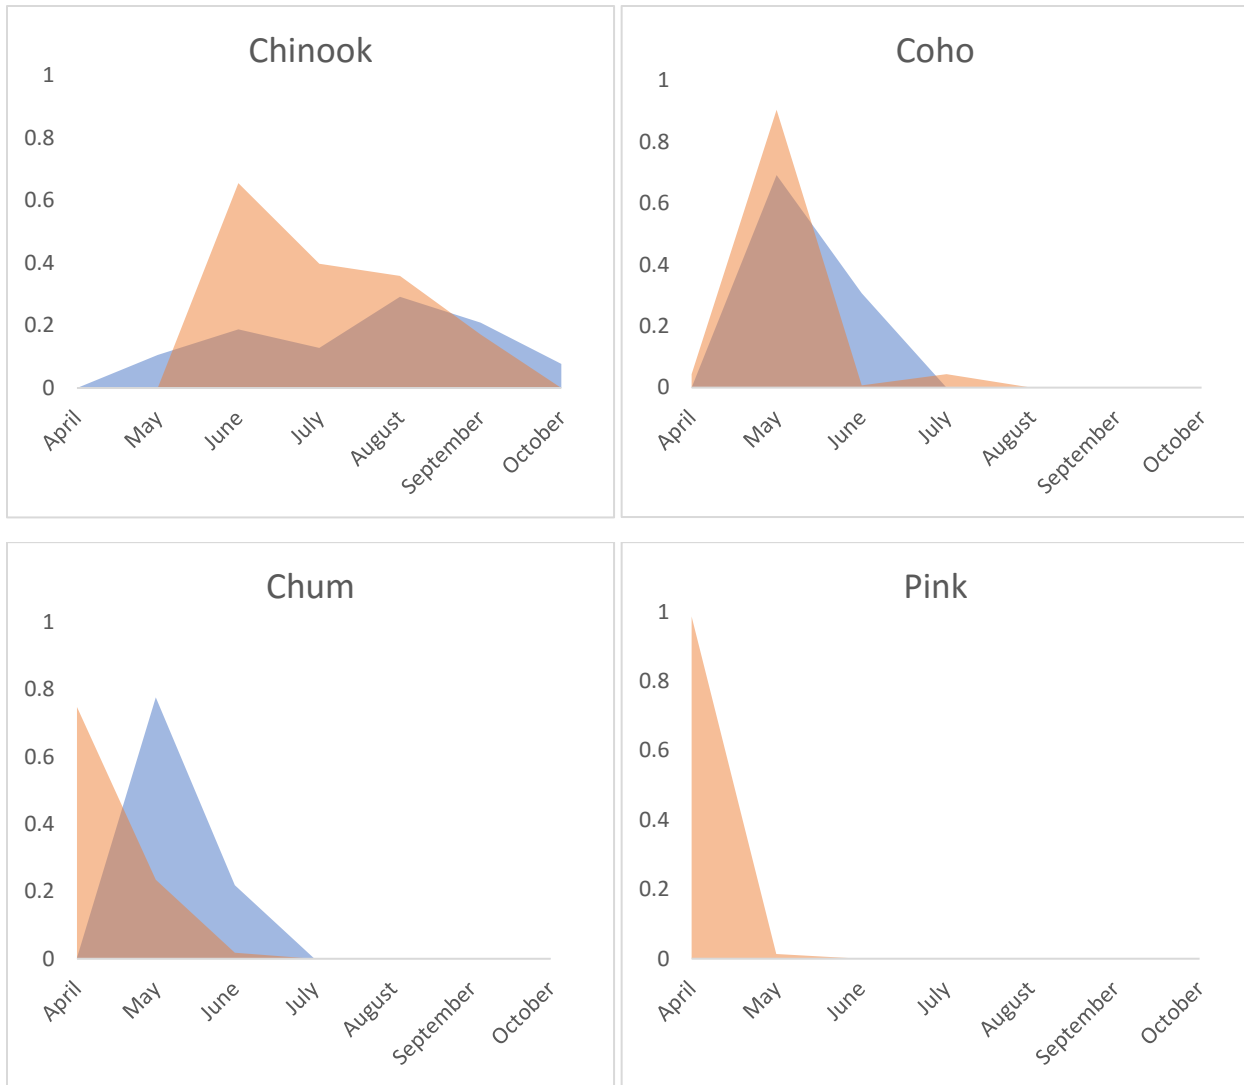 Chinook
1
0.8
0.6
0.4
0.2
0
April
May
June
July
August
September
October
Coho
1
0.8
0.6
0.4
0.2
0
April
May
June
July
August
September
October
Chum
1
0.8
0.6
0.4
0.2
0
April
May
June
July
August
September
October
Pink
1
0.8
0.6
0.4
0.2
0
April
May
June
July
August
September
October